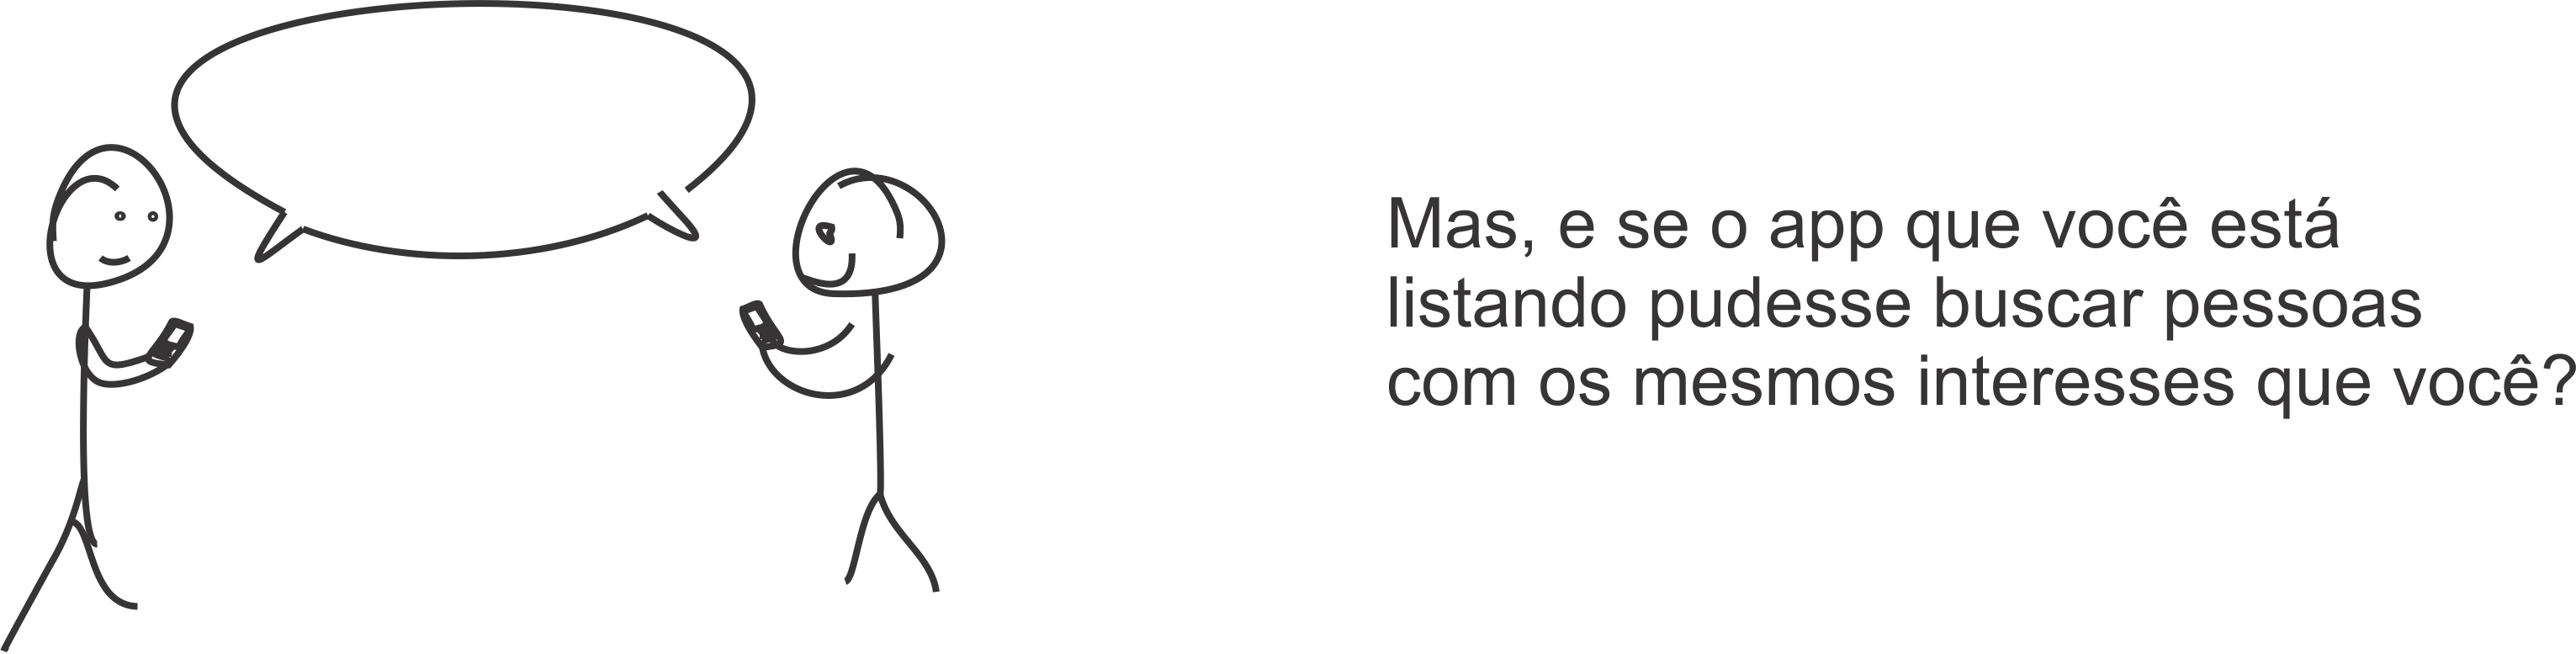 Mas, e se o app que você está
listando pudesse buscar pessoas
com os mesmos interesses que você?